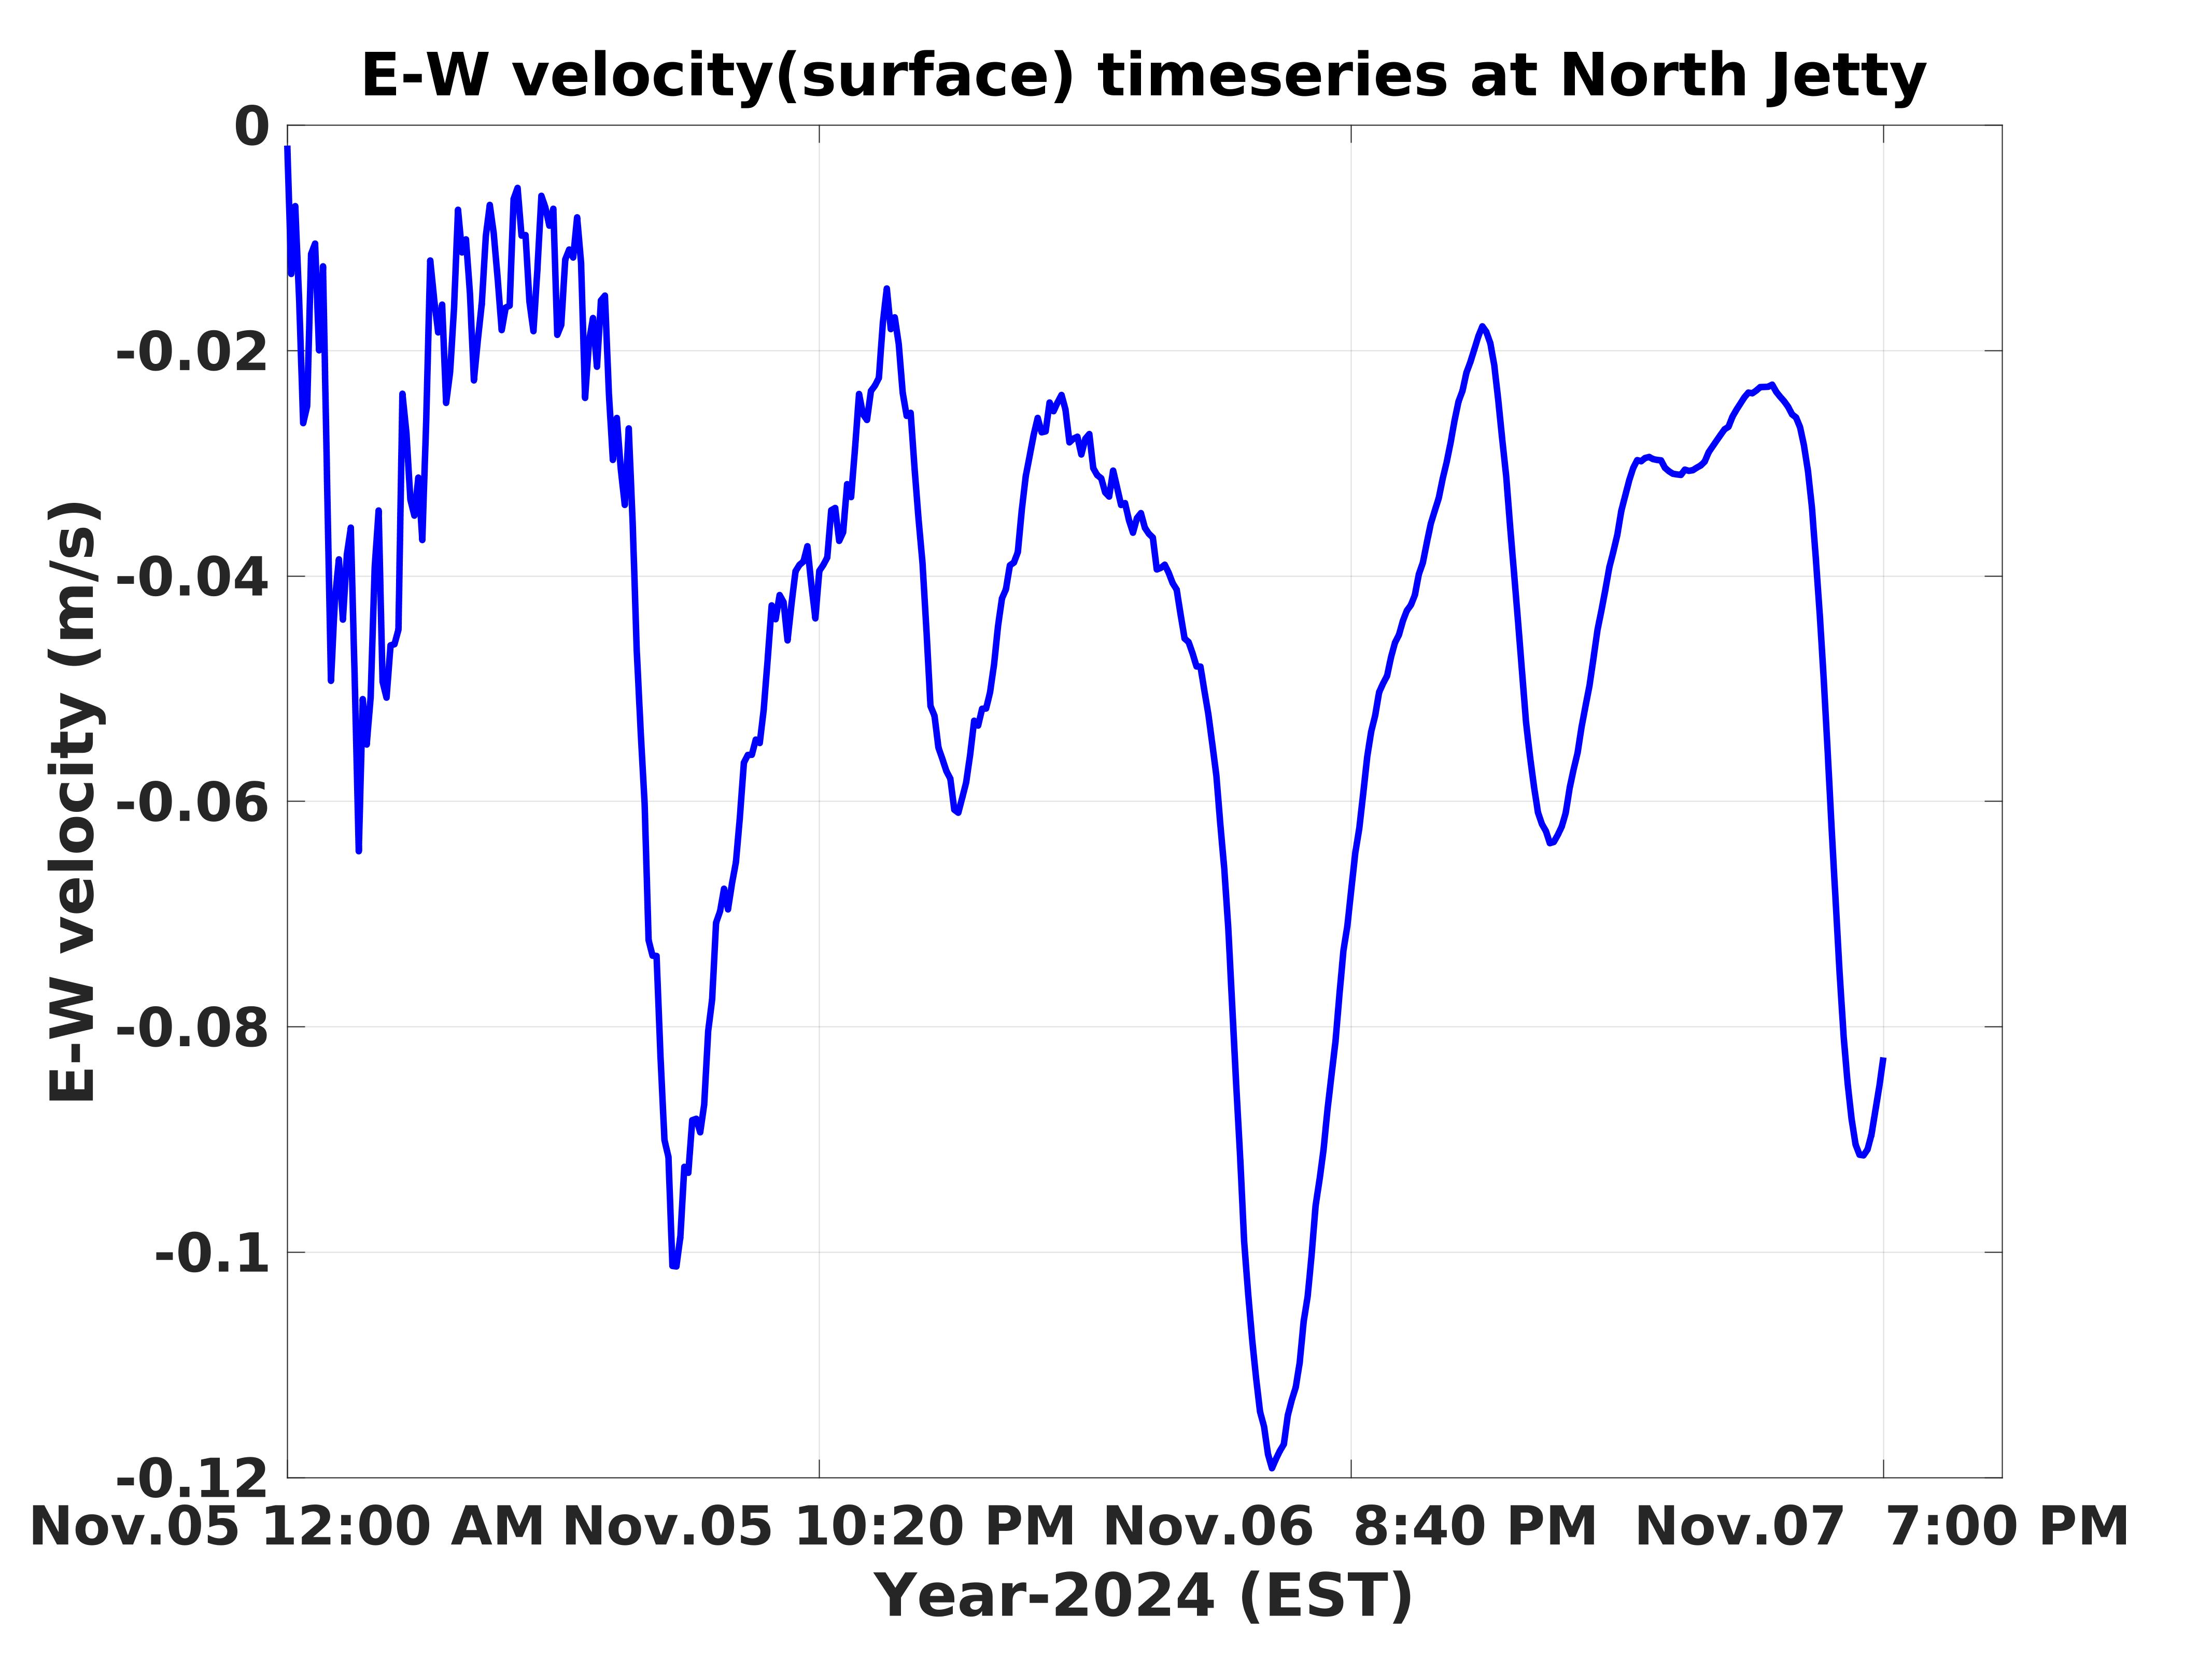 E-W velocity(surface) timeseries at North Jetty
0
-0.02
-0.04
-0.06
-0.08
-0.1
-0.12
E-W velocity (m/s)
Nov.05 12:00 AM Nov.05 10:20 PM Nov.06 8:40 PM Nov.07 7:00 PM
Year-2024 (EST)